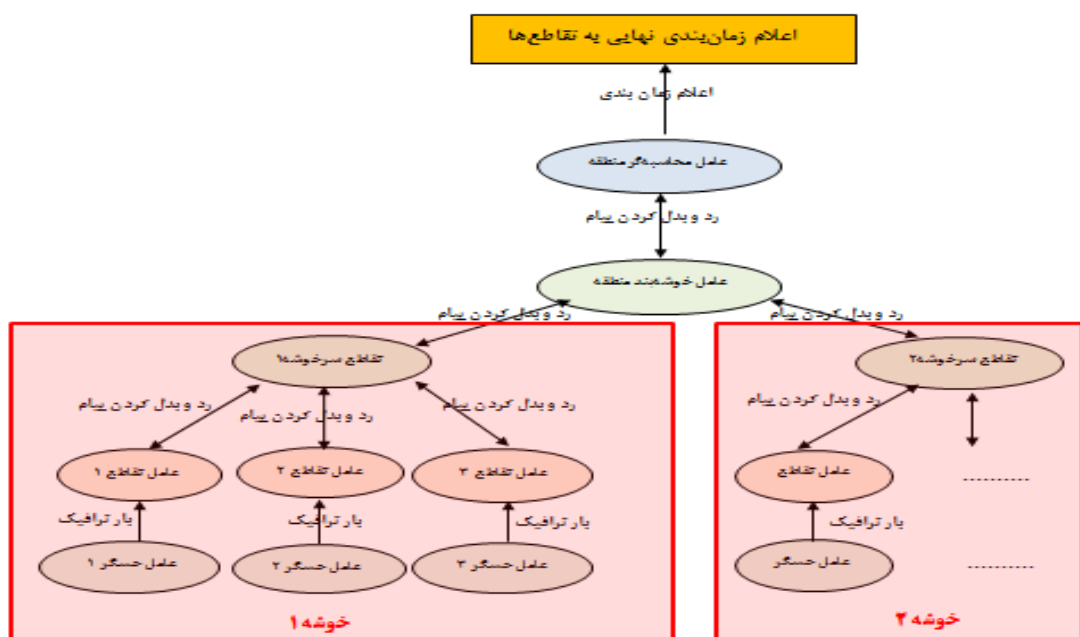 اعلام زمان‌بندی نهایی به تقاطع‌ها
اعلام زمان بندی
عامل محاسبه‌گر منطقه
رد و بدل کردن پیام
عامل خوشه‌بند منطقه
رد و بدل کردن پیام
رد و بدل کردن پیام
تقاطع سرخوشه۱
تقاطع سرخوشه۲
رد و بدل کردن پیام
رد و بدل کردن پیام
رد و بدل کردن پیام
رد و بدل کردن پیام
عامل تقاطع ۱
عامل تقاطع ۲
عامل تقاطع ۳
عامل تقاطع
...........
بار ترافیک
بار ترافیک
بار ترافیک
بار ترافیک
عامل حسگر ۱
عامل حسگر ۲
عامل حسگر ۳
عامل حسگر
...........
خوشه ۱
خوشه ۲